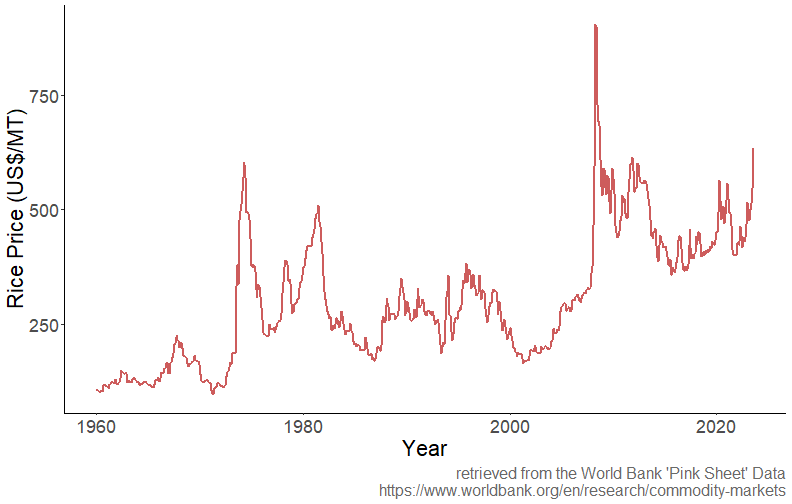 Rice Price (US$/MT)
750
500
250
1960 1980 2000 2020
Year
retrieved from the World Bank 'Pink Sheet' Data
https://www.worldbank.org/en/research/commodity-markets